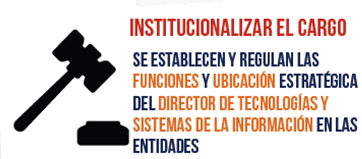 INSTITUCIONALIZAR EL CARGO
SE ESTABLECEN Y REGULAN LAS
FUNCIONES Y UBICACIÓN ESTRATÉGICA
DEL DIRECTOR DE TECNOLOGÍAS Y
SISTEMAS DE LA INFORMACIÓN EN LAS
ENTIDADES